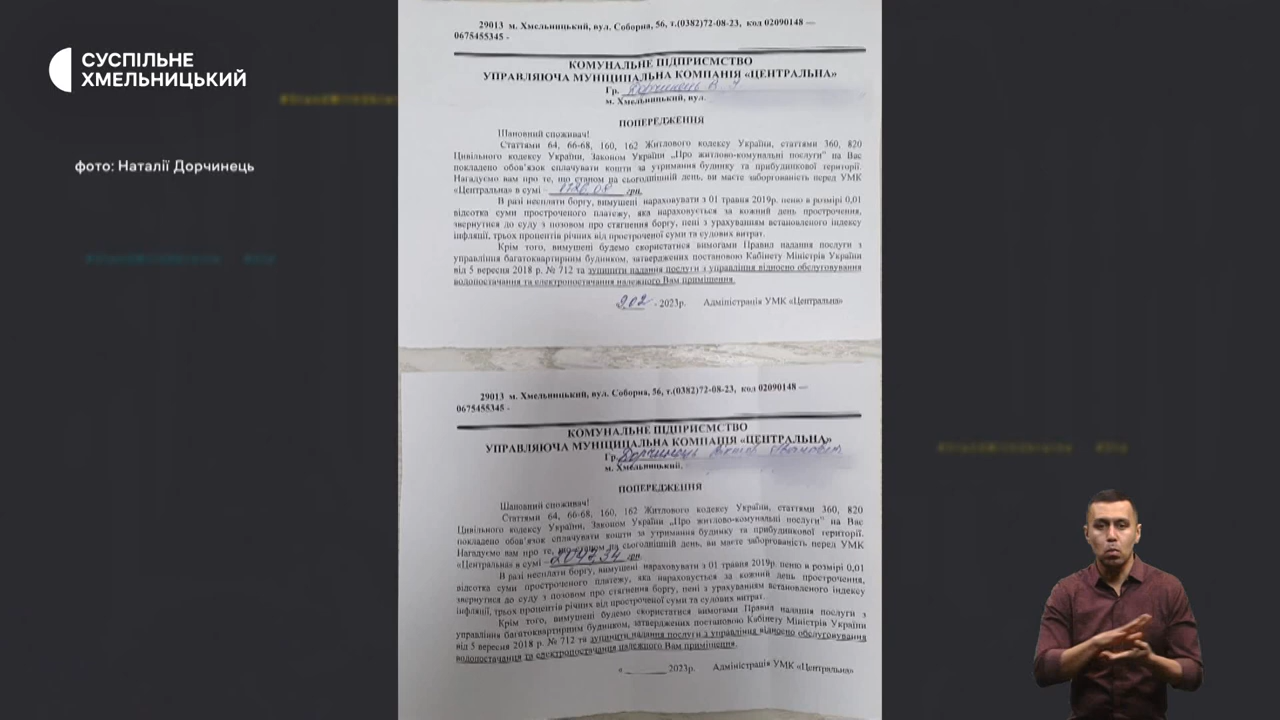 СУСПІЛЬНЕ
ХМЕЛЬНИЦЬКИЙ
фото: Наталії Дорчинець
29013 м. Хмельницький, вул. Соборна, 56, т.(0382)72-08-23, код 02090148 —
0675455345 -
КОМУНАЛЬНЕ ПІДПРИЄМСТВО
УПРАВЛЯЮЧА МУНІЦИПАЛЬНА КОМПАНІЯ «ЦЕНТРАЛЬНА»
Гр. Дорчинець В І
м. Хмельницький, вул.
ПОПЕРЕДЖЕННЯ
Шановний споживач!
Статтями 64, 66-68, 160, 162 Житлового кодексу України, статтями 360, 820
Цивільного кодексу України, Законом України „Про житлово-комунальні послуги" на Вас
покладено обов'язок сплачувати кошти за утримання будинку та прибудинкової території.
Нагадуємо вам про те, що станом на сьогоднішній день, ви маєте заборгованість перед УМК
«Центральна» в сумі грн.
В разі несплати боргу, вимушені нараховувати з 01 травня 2019р. пеню в розмірі 0,01
відсотка суми простроченого платежу, яка нараховується за кожний день прострочення,
звернутися до суду з позовом про стягнення боргу, пені з урахуванням встановленого індексу
інфляції, трьох процентів річних від простроченої суми та судових витрат.
Крім того, вимушені будемо скористатися вимогами Правил надання послуги з
управління багатоквартирним будинком, затверджених постановою Кабінету Міністрів України
від 5 вересня 2018 р. № 712 та зупинити надання послуги з управління відносно обслуговування
водопостачання та електропостачання належного Вам приміщення.
- 2023р. Адміністрація УМК «Центральна»
29013 м. Хмельницький, вул. Соборна, 56, т.(0382)72-08-23, код 02090148 —
0675455345 -
КОМУНАЛЬНЕ ПІДПРИЄМСТВО
УПРАВЛЯЮЧА МУНІЦИПАЛЬНА КОМПАНІЯ «ЦЕНТРАЛЬНА»
Гр. Дорчинець Віктор Іванович
м. Хмельницький,
ПОПЕРЕДЖЕННЯ
Шановний споживач!
Статтями 64, 66-68, 160, 162 Житлового кодексу України, статтями 360, 820
Цивільного кодексу України, Законом України „Про житлово-комунальні послуги" на Вас
покладено обов'язок сплачувати кошти за утримання будинку та прибудинкової території.
Нагадуємо вам про те, що станом на сьогоднішній день, ви маєте заборгованість перед УМК
«Центральна» в сумі 2042,34 грн.
В разі несплати боргу, вимушені нараховувати з 01 травня 2019р. пеню в розмірі 0,01
відсотка суми простроченого платежу, яка нараховується за кожний день прострочення,
звернутися до суду з позовом про стягнення боргу, пені з урахуванням встановленого індексу
інфляції, трьох процентів річних від простроченої суми та судових витрат.
Крім того, вимушені будемо скористатися вимогами Правил надання послуги з
управління багатоквартирним будинком, затверджених постановою Кабінету Міністрів України
від 5 вересня 2018 р. № 712 та зупинити надання послуги з управління відносно обслуговування
водопостачання та електропостачання належного Вам приміщення.
« 2023р. Адміністрація УМК «Центральна»